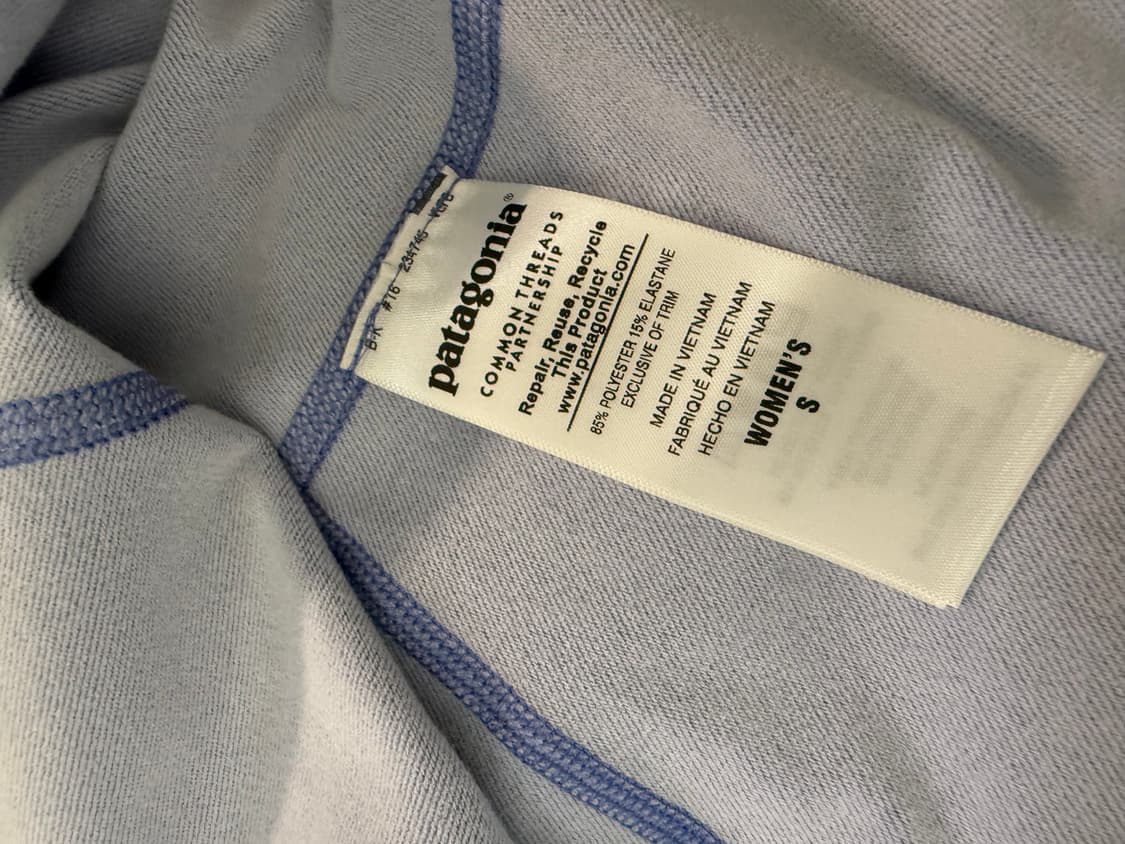 patagonia®
COMMON THREADS
PARTNERSHIP
Repair, Reuse, Recycle
This Product
www.patagonia.com
85% POLYESTER 15% ELASTANE
EXCLUSIVE OF TRIM
MADE IN VIETNAM
FABRIQUÉ AU VIETNAM
HECHO EN VIETNAM
WOMEN'S
S
#16